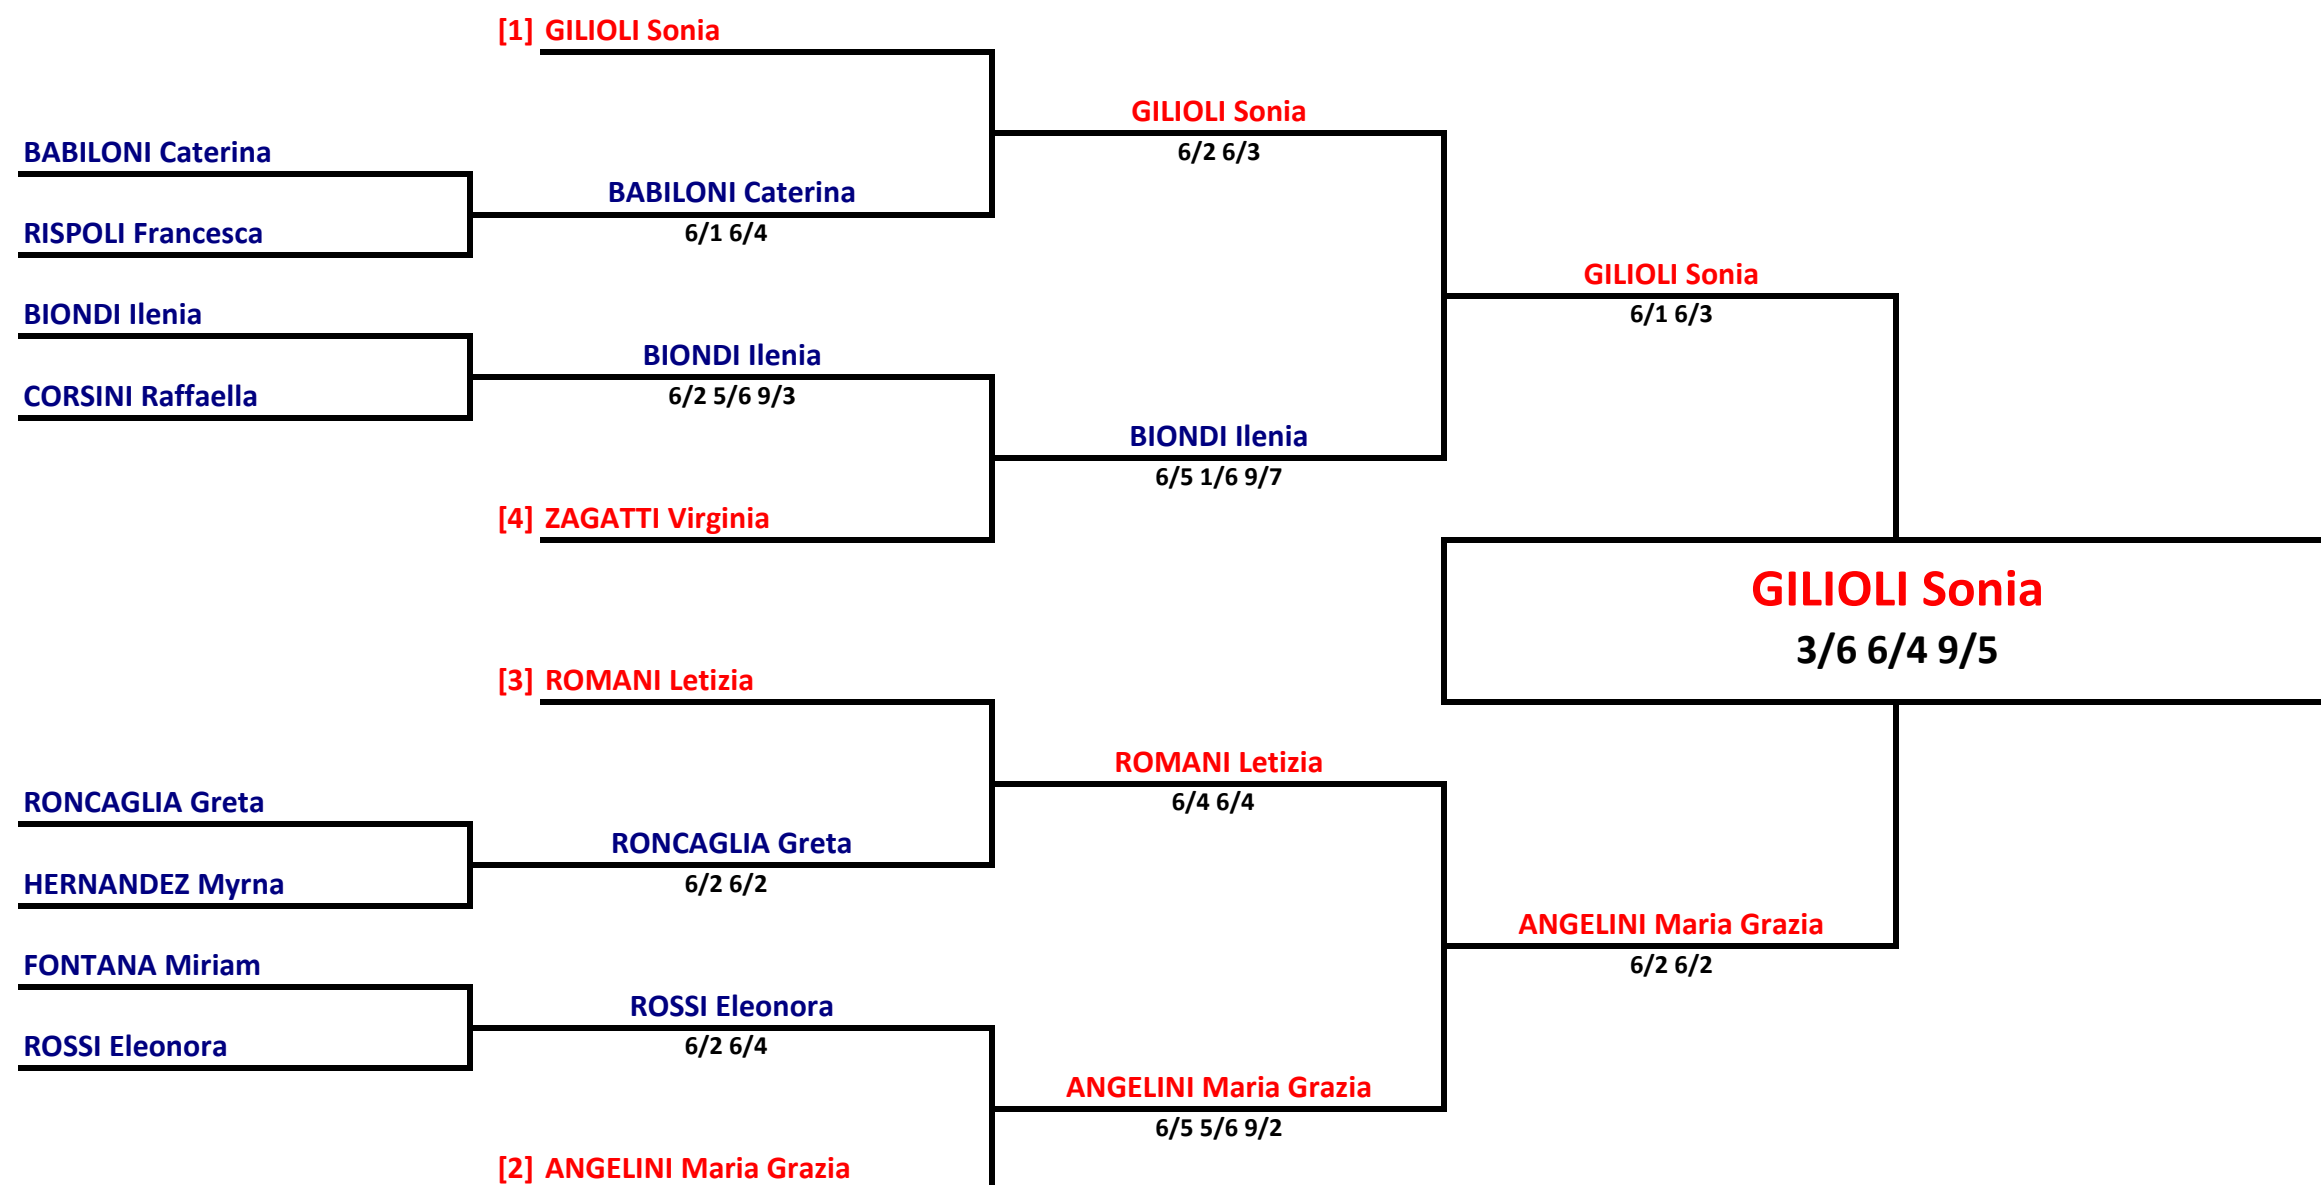 [1] GILIOLI Sonia
GILIOLI Sonia
6/2 6/3
BABILONI Caterina
BABILONI Caterina
6/1 6/4
RISPOLI Francesca
GILIOLI Sonia
6/1 6/3
BIONDI Ilenia
BIONDI Ilenia
6/2 5/6 9/3
CORSINI Raffaella
BIONDI Ilenia
6/5 1/6 9/7
[4] ZAGATTI Virginia
GILIOLI Sonia
3/6 6/4 9/5
[3] ROMANI Letizia
ROMANI Letizia
6/4 6/4
RONCAGLIA Greta
RONCAGLIA Greta
6/2 6/2
HERNANDEZ Myrna
ANGELINI Maria Grazia
6/2 6/2
FONTANA Miriam
ROSSI Eleonora
6/2 6/4
ROSSI Eleonora
ANGELINI Maria Grazia
6/5 5/6 9/2
[2] ANGELINI Maria Grazia